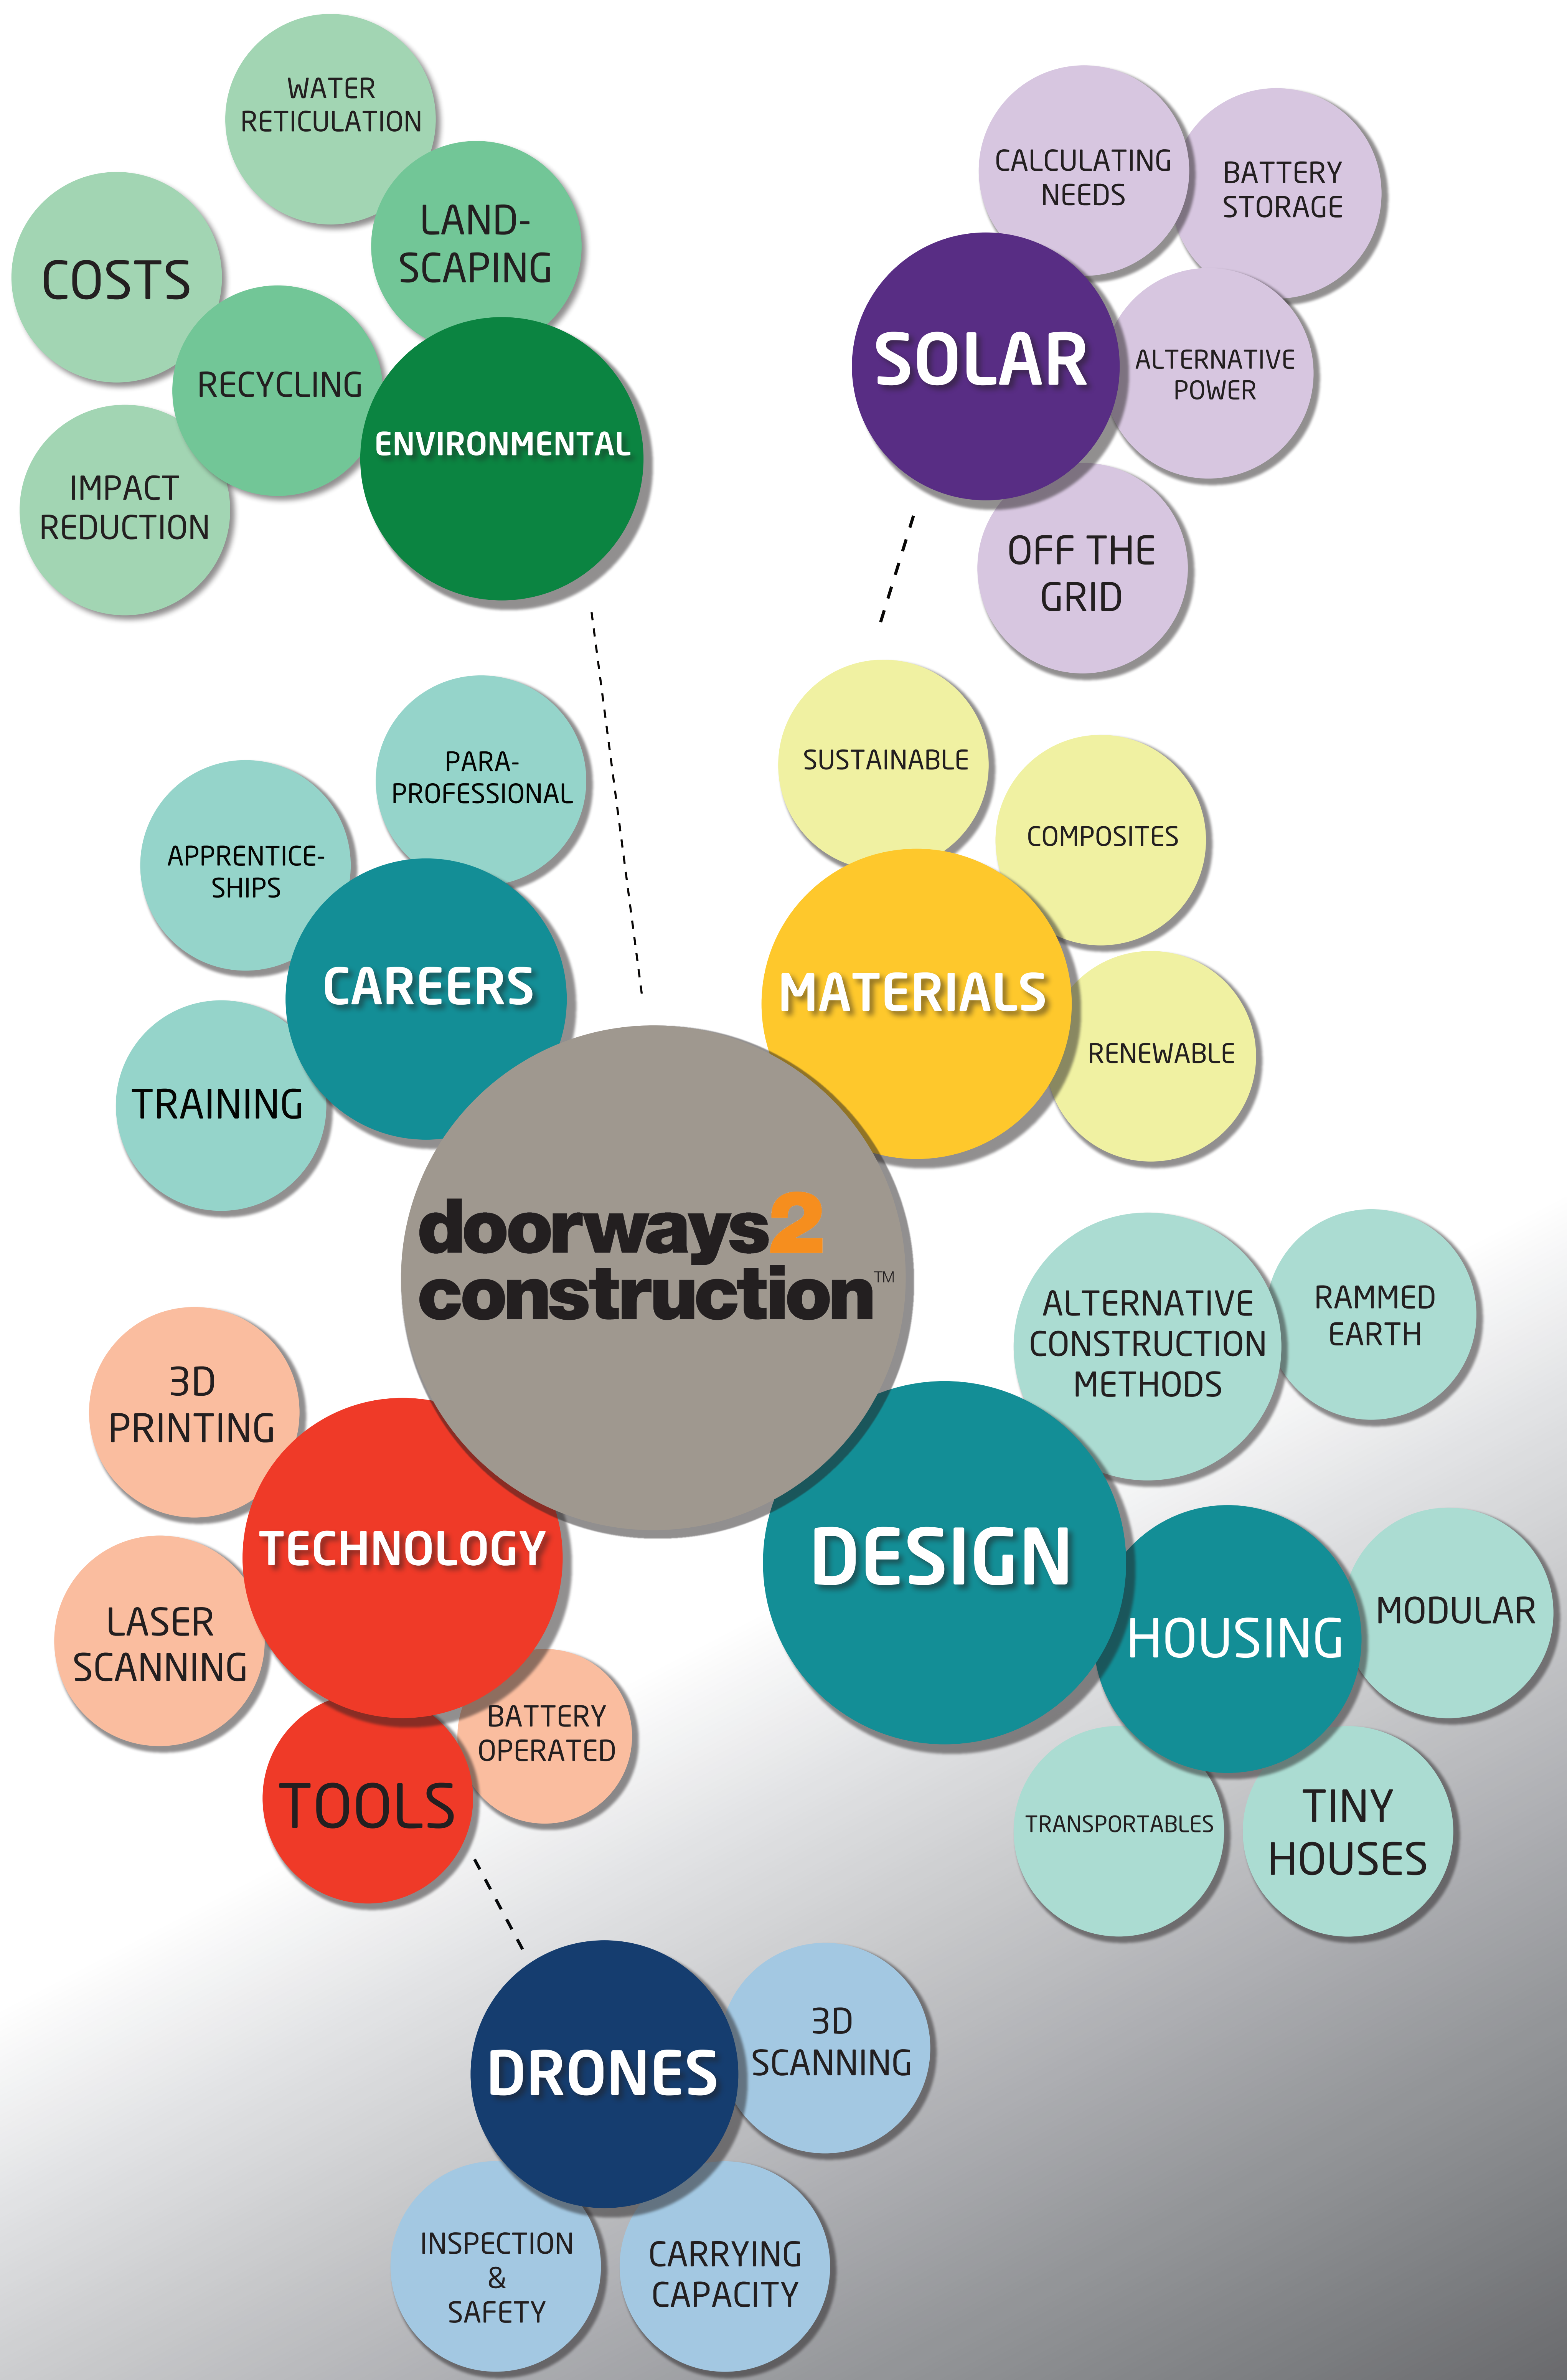 WATER
RETICULATION
LAND-
SCAPING
COSTS
RECYCLING
ENVIRONMENTAL
IMPACT
REDUCTION
CALCULATING
NEEDS
BATTERY
STORAGE
SOLAR
ALTERNATIVE
POWER
OFF THE
GRID
PARA-
PROFESSIONAL
APPRENTICE-
SHIPS
CAREERS
TRAINING
SUSTAINABLE
COMPOSITES
MATERIALS
RENEWABLE
doorways2
construction™
ALTERNATIVE
CONSTRUCTION
METHODS
RAMMED
EARTH
DESIGN
HOUSING
MODULAR
TRANSPORTABLES
TINY
HOUSES
3D
PRINTING
TECHNOLOGY
LASER
SCANNING
BATTERY
OPERATED
TOOLS
DRONES
3D
SCANNING
INSPECTION
&
SAFETY
CARRYING
CAPACITY